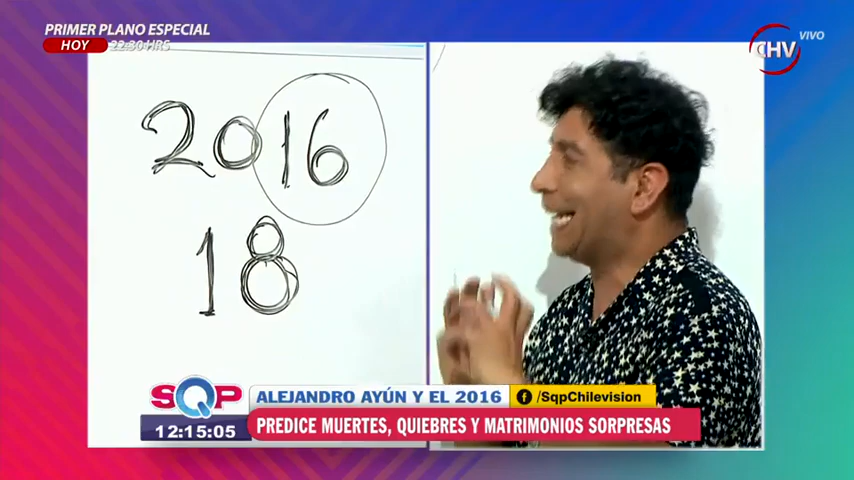 PRIMER PLANO ESPECIAL
HOY 22:30 HRS
CHV VIVO
2016
18
SQP
ALEJANDRO AYÚN Y EL 2016
f /SqpChilevision
12:15:05
PREDICE MUERTES, QUIEBRES Y MATRIMONIOS SORPRESAS